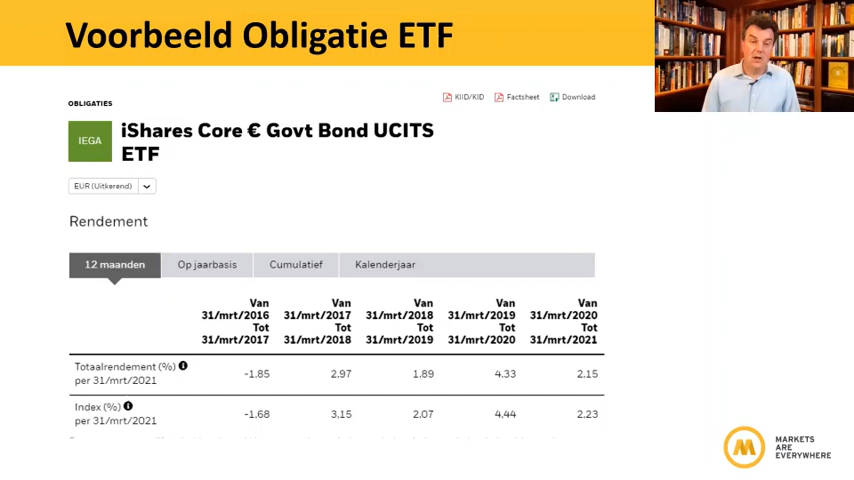 Voorbeeld Obligatie ETF
KIID/KID Factsheet Download
OBLIGATIES
IEGA
iShares Core € Govt Bond UCITS
ETF
EUR (Uitkerend)
Rendement
12 maanden Op jaarbasis Cumulatief Kalenderjaar
Van Van Van Van Van
31/mrt/2016 31/mrt/2017 31/mrt/2018 31/mrt/2019 31/mrt/2020
Tot Tot Tot Tot Tot
31/mrt/2017 31/mrt/2018 31/mrt/2019 31/mrt/2020 31/mrt/2021
Totaalrendement (%)
per 31/mrt/2021 -1.85 2.97 1.89 4.33 2.15
Index (%)
per 31/mrt/2021 -1.68 3,15 2,07 4.44 2.23
MARKETS
ARE
EVERYWHERE